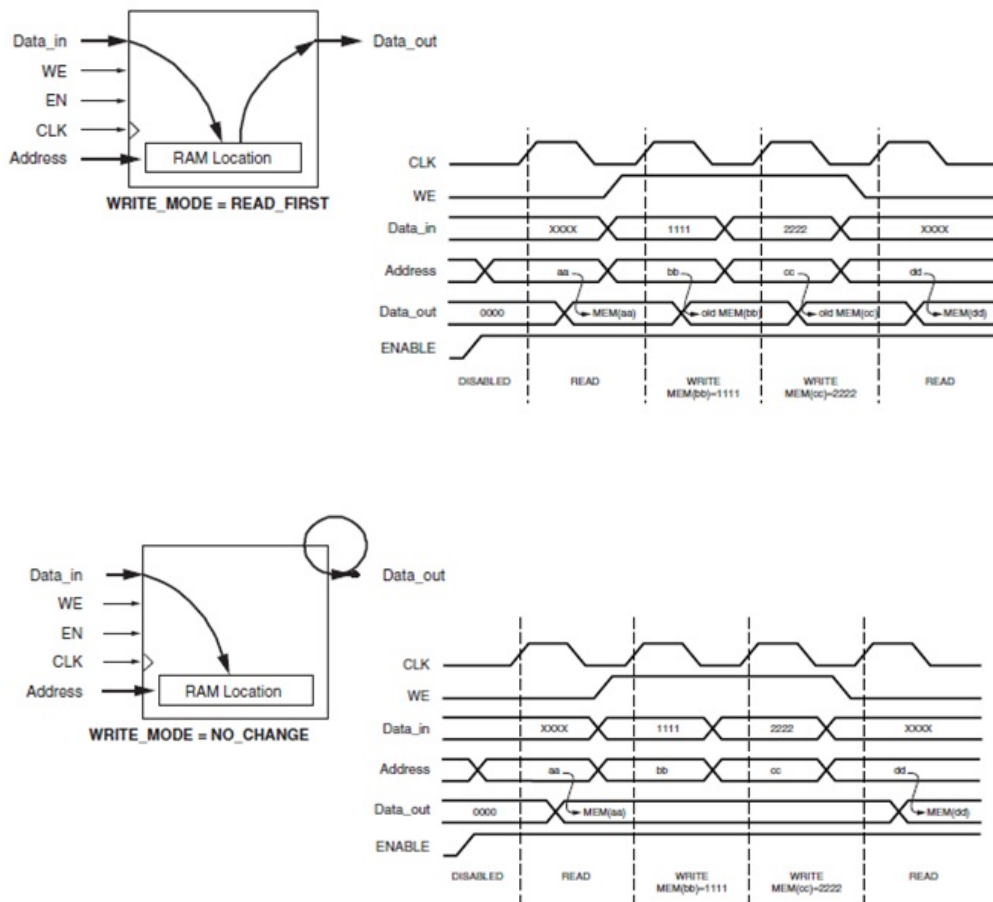 Data_in
Data_out
WE
EN
CLK
Address
RAM Location
WRITE_MODE = READ_FIRST
CLK
WE
Data_in XXXX 1111 2222 XXXX
Address aa bb cc dd
Data_out 0000 MEM(aa) old MEM(bb) old MEM(cc) MEM(dd)
ENABLE
DISABLED READ WRITE WRITE READ
MEM(bb)=1111 MEM(cc)=2222
Data_in
Data_out
WE
EN
CLK
Address
RAM Location
WRITE_MODE = NO_CHANGE
CLK
WE
Data_in XXXX 1111 2222 XXXX
Address aa bb cc dd
Data_out 0000 MEM(aa) MEM(dd)
ENABLE
DISABLED READ WRITE WRITE READ
MEM(bb)=1111 MEM(cc)=2222